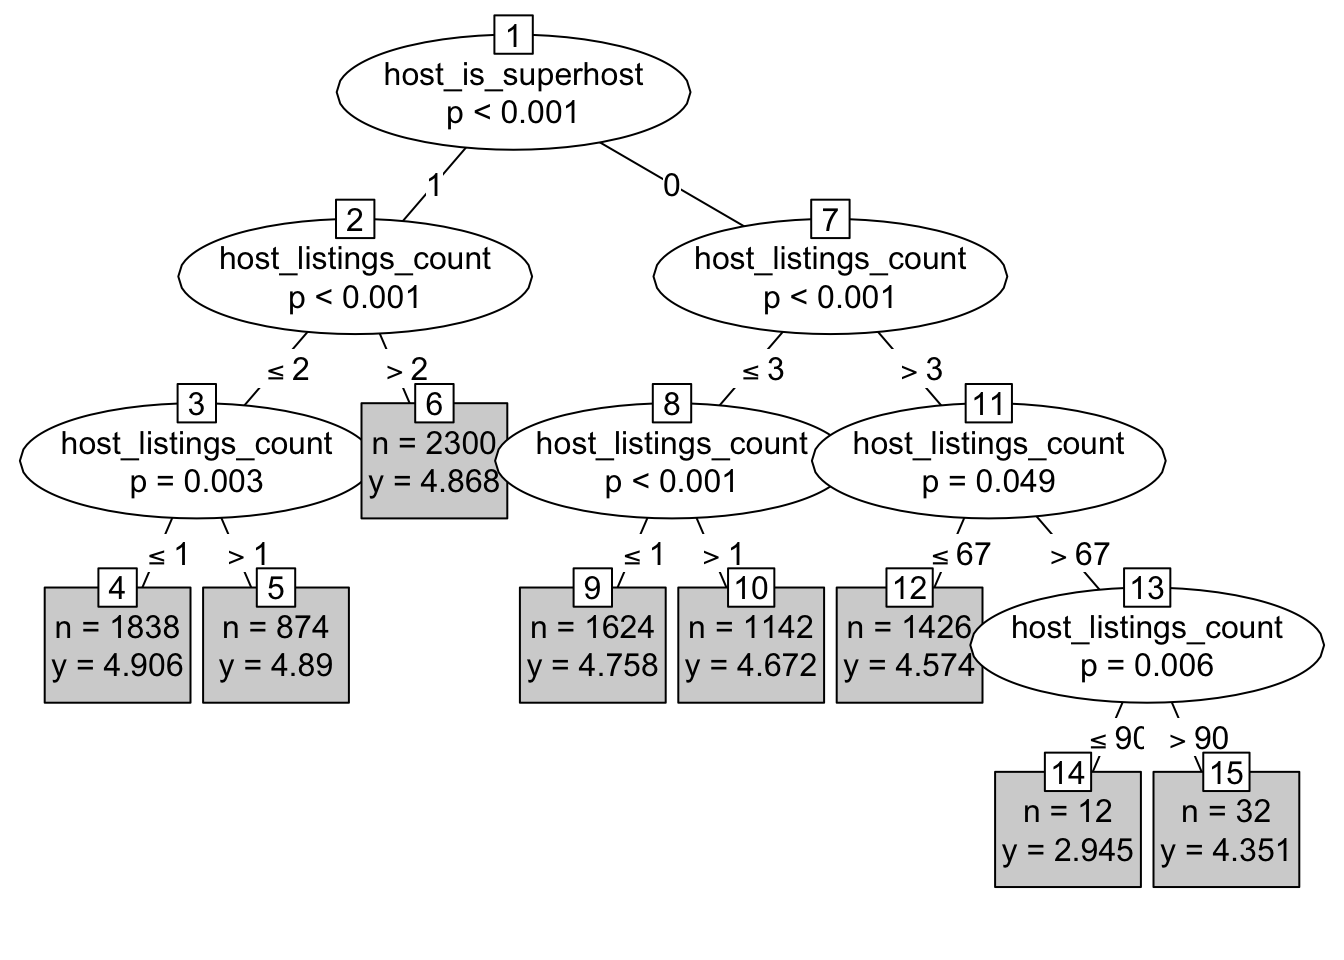 1
host_is_superhost
p < 0.001
1
0
2
host_listings_count
p < 0.001
7
host_listings_count
p < 0.001
≤ 2
> 2
≤ 3
> 3
3
host_listings_count
p = 0.003
6
n = 2300
y = 4.868
8
host_listings_count
p < 0.001
11
host_listings_count
p = 0.049
≤ 1
> 1
≤ 1
> 1
≤ 67
> 67
4
n = 1838
y = 4.906
5
n = 874
y = 4.89
9
n = 1624
y = 4.758
10
n = 1142
y = 4.672
12
n = 1426
y = 4.574
13
host_listings_count
p = 0.006
≤ 90
> 90
14
n = 12
y = 2.945
15
n = 32
y = 4.351